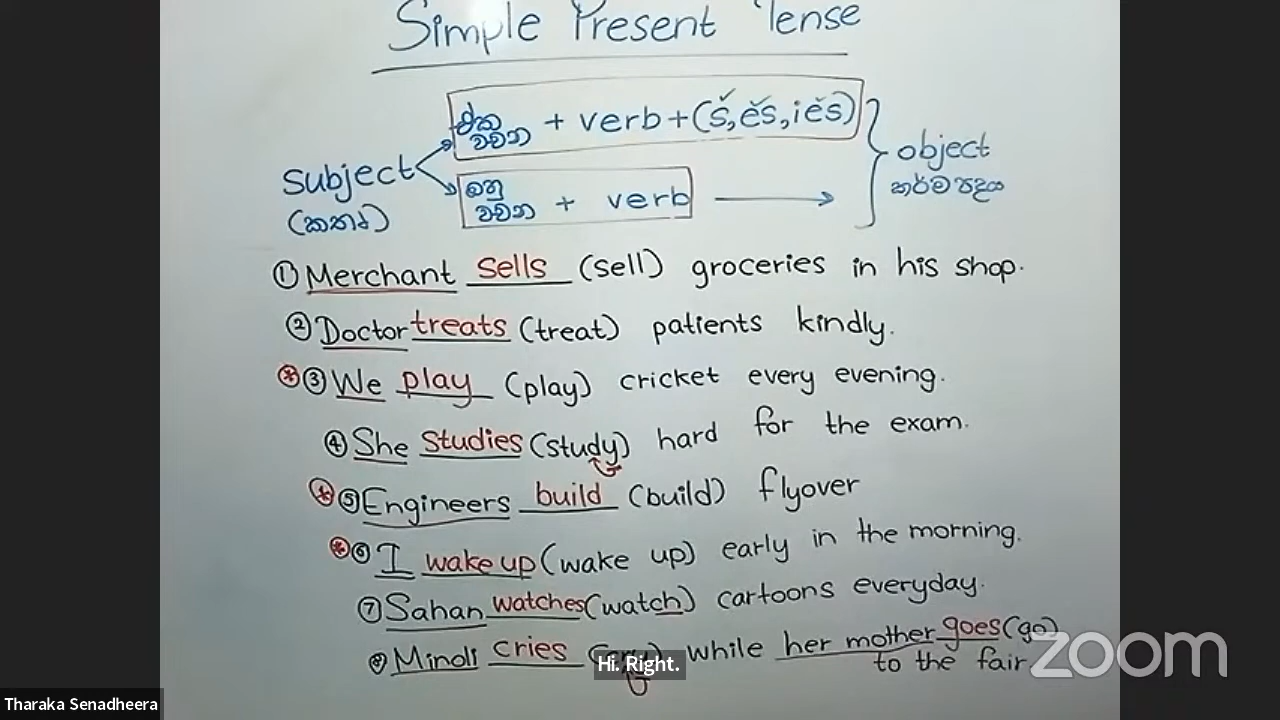 Simple Present Tense
ඒක වචන + verb + (s, es, ies)
Subject
(කතෘ)
object
කර්මපදය
බහු වචන + verb
① Merchant sells (sell) groceries in his shop.
② Doctor treats (treat) patients kindly.
* ③ We play (play) cricket every evening.
④ She studies (study) hard for the exam.
* ⑤ Engineers build (build) flyover
* ⑥ I wake up (wake up) early in the morning.
⑦ Sahan watches (watch) cartoons everyday.
⑧ Minoli cries (cry) while her mother goes (go)
to the fair
Hi. Right.
zoom
Tharaka Senadheera